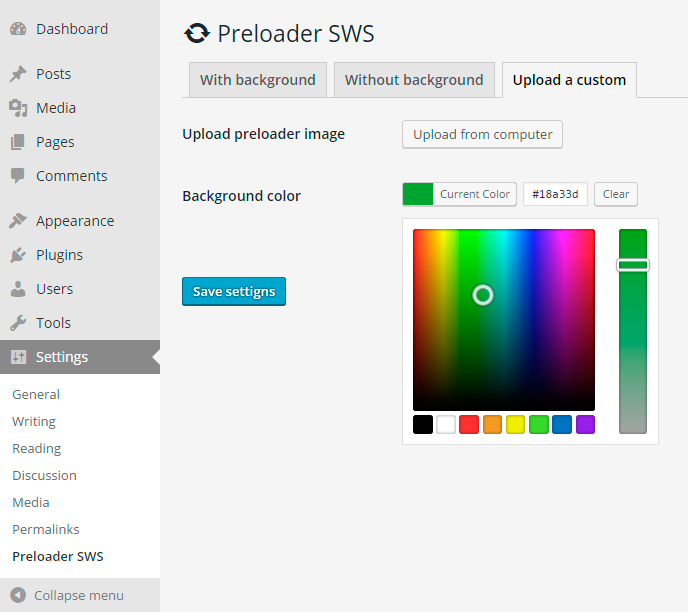 Dashboard
Posts
Media
Pages
Comments
Appearance
Plugins
Users
Tools
Settings
General
Writing
Reading
Discussion
Media
Permalinks
Preloader SWS
Collapse menu
Preloader SWS
With background Without background Upload a custom
Upload preloader image Upload from computer
Background color Current Color #18a33d Clear
Save settigns